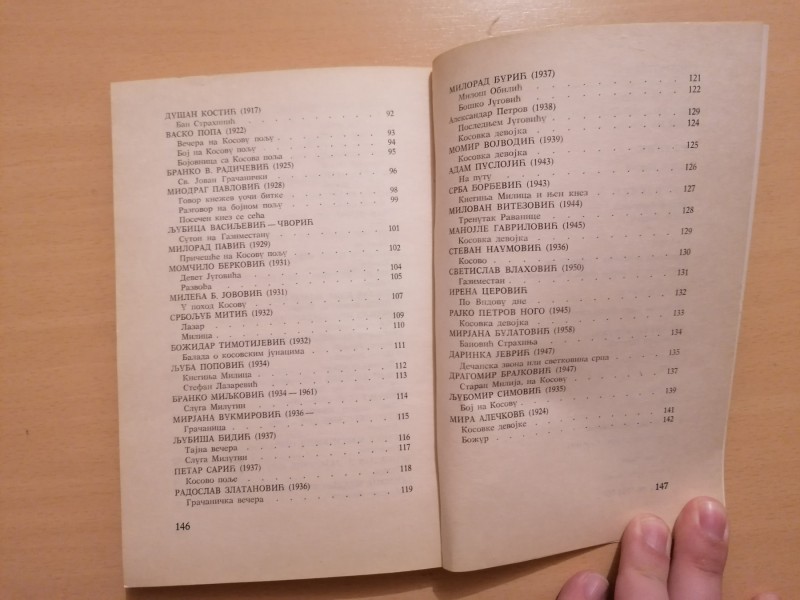 ДУШАН КОСТИЋ (1917)
Бан Страхинић 92
ВАСКО ПОПА (1922)
Вечера на Косову пољу 93
Бој на Косову пољу 94
Бојовница са Косова поља 95
БРАНКО В. РАДИЧЕВИЋ (1925)
Св. Јован Грачанички 96
МИОДРАГ ПАВЛОВИЋ (1928)
Говор кнежев уочи битке 98
Разговор на бојном пољу 99
Посечен кнез се сећа
ЉУБИЦА ВАСИЉЕВИЋ — ЧВОРИЋ
Сутон на Газиместану 101
МИЛОРАД ПАВИЋ (1929)
Причешће на Косову пољу 102
МОМЧИЛО БЕРКОВИЋ (1931)
Девет Југовића 104
Развоћа 105
МИЛЕЋА Б. ЈОВОВИЋ (1931)
У поход Косову 107
СРБОЉУБ МИТИЋ (1932)
Лазар 109
Милица 110
БОЖИДАР ТИМОТИЈЕВИЋ (1932)
Балада о косовским јунацима 111
ЉУБА ПОПОВИЋ (1934)
Кнегиња Милица 112
Стефан Лазаревић 113
БРАНКО МИЉКОВИЋ (1934 — 1961)
Слуга Милутин 114
МИРЈАНА ВУКМИРОВИЋ (1936 —
Грачаница 115
ЉУБИША БИДИЋ (1937)
Тајна вечера 116
Слуга Милутин 117
ПЕТАР САРИЋ (1937)
Косово поље 118
РАДОСЛАВ ЗЛАТАНОВИЋ (1936)
Грачаничка вечера 119
146
МИЛОРАД БУРИЋ (1937)
Милош Обилић 121
Бошко Југовић 122
Александар Петров (1938)
Последњем Југовићу 129
Косовка девојка 124
МОМИР ВОЈВОДИЋ (1939)
Косовка девојка 125
АДАМ ПУСЛОЈИЋ (1943)
На путу 126
СРБА БОРЂЕВИЋ (1943)
Кнегиња Милица и њен кнез 127
МИЛОВАН ВИТЕЗОВИЋ (1944)
Тренутак Раванице 128
МАНОЈЛЕ ГАВРИЛОВИЋ (1945)
Косовка девојка 129
СТЕВАН НАУМОВИЋ (1936)
Косово 130
СВЕТИСЛАВ ВЛАХОВИЋ (1950)
Газиместан 131
ИРЕНА ЦЕРОВИЋ
По Видову дне 132
РАЈКО ПЕТРОВ НОГО (1945)
Косовка девојка 133
МИРЈАНА БУЛАТОВИЋ (1958)
Бановић Страхиња 134
ДАРИНКА ЈЕВРИЋ (1947)
Дечанска звона или светковина срца 135
ДРАГОМИР БРАЈКОВИЋ (1947)
Старац Милија, на Косову 137
ЉУБОМИР СИМОВИЋ (1935)
Бој на Косову 139
МИРА АЛЕЧКОВИЋ (1924)
Косовке девојке 141
Божур 142
147